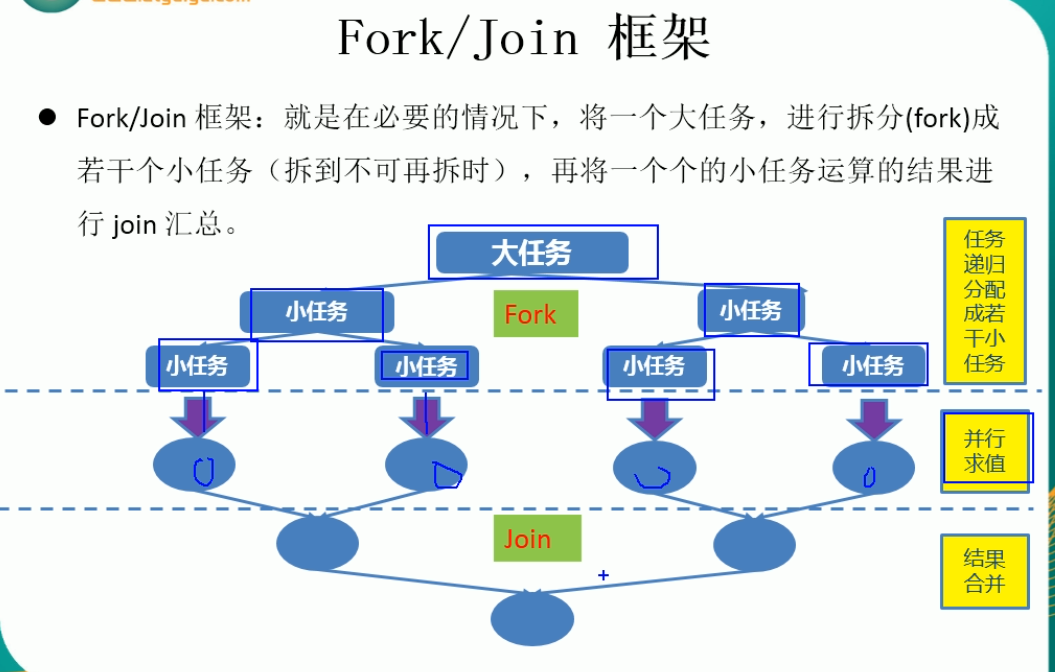 Fork/Join 框架
● Fork/Join 框架：就是在必要的情况下，将一个大任务，进行拆分(fork)成
若干个小任务（拆到不可再拆时），再将一个个的小任务运算的结果进
行 join 汇总。
大任务
小任务
Fork
小任务
小任务
小任务
小任务
小任务
任务
递归
分配
成若
干小
任务
并行
求值
Join
结果
合并